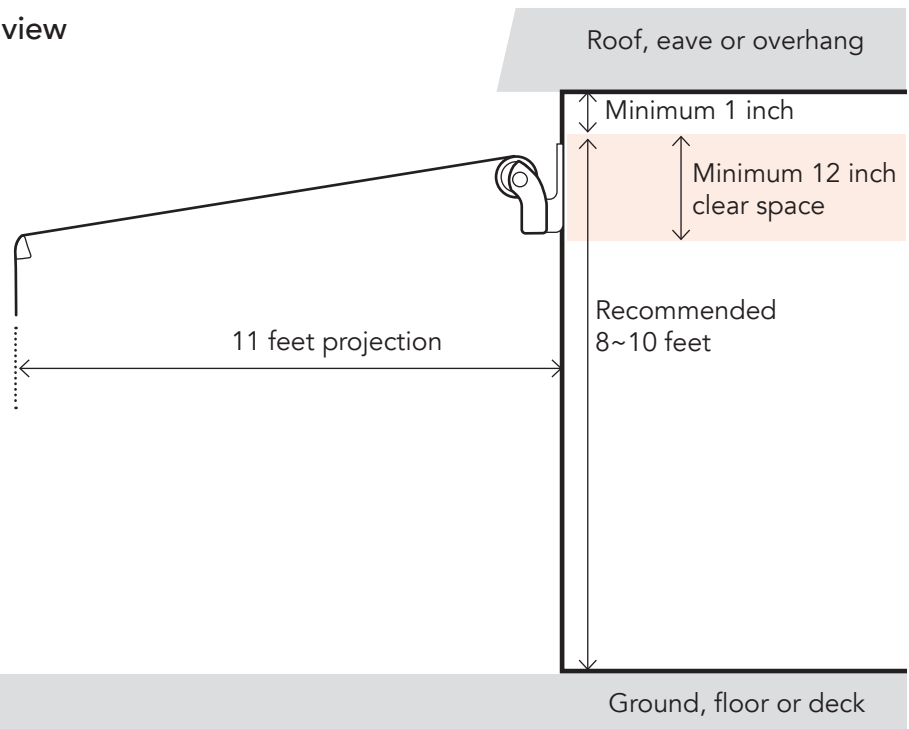 view
Roof, eave or overhang
Minimum 1 inch
Minimum 12 inch
clear space
Recommended
8~10 feet
11 feet projection
Ground, floor or deck